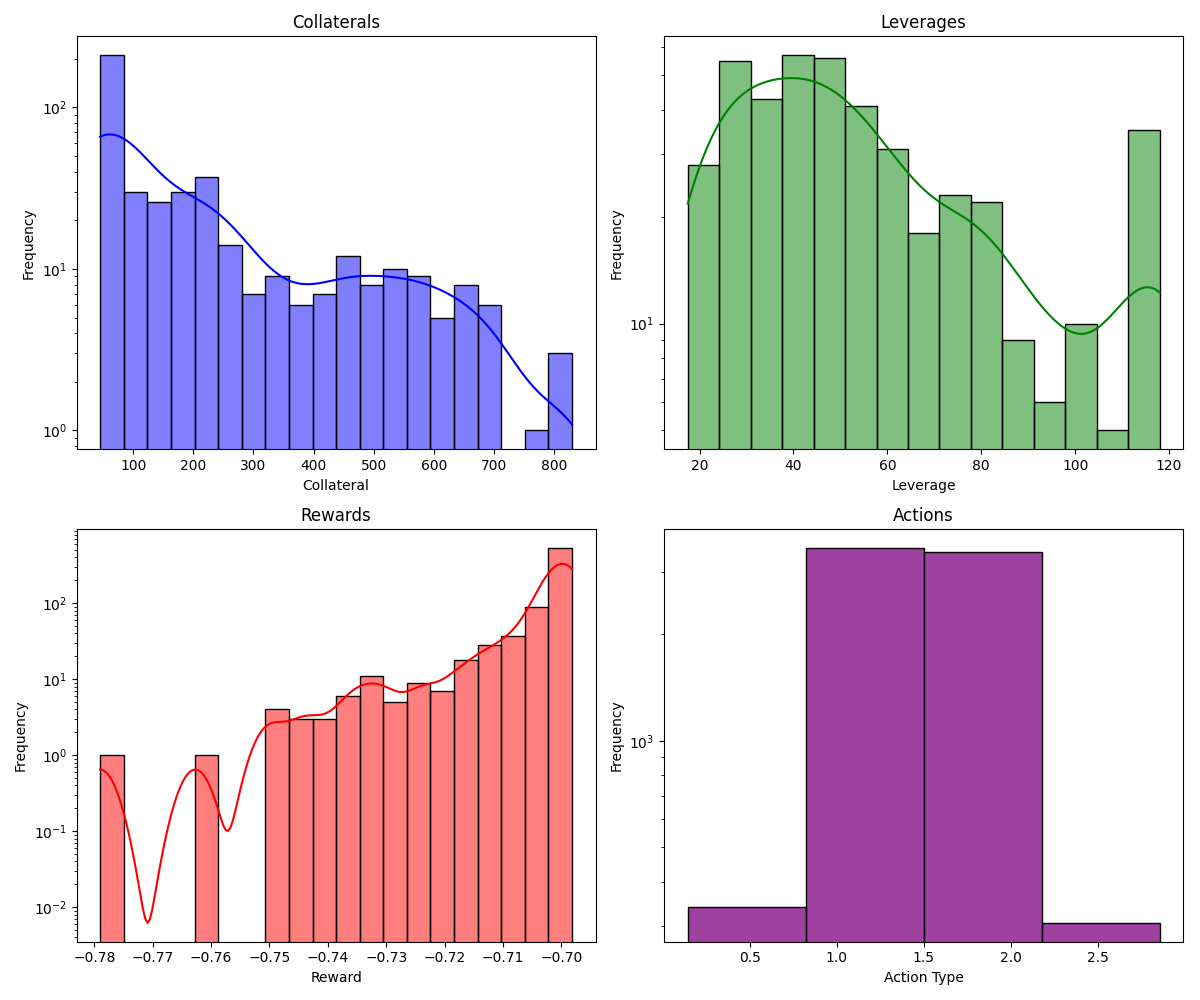 Collaterals
Frequency
10²
10¹
10⁰
100 200 300 400 500 600 700 800
Collateral
Leverages
Frequency
10¹
20 40 60 80 100 120
Leverage
Rewards
Frequency
10²
10¹
10⁰
10⁻¹
10⁻²
−0.78 −0.77 −0.76 −0.75 −0.74 −0.73 −0.72 −0.71 −0.70
Reward
Actions
Frequency
10³
0.5 1.0 1.5 2.0 2.5
Action Type